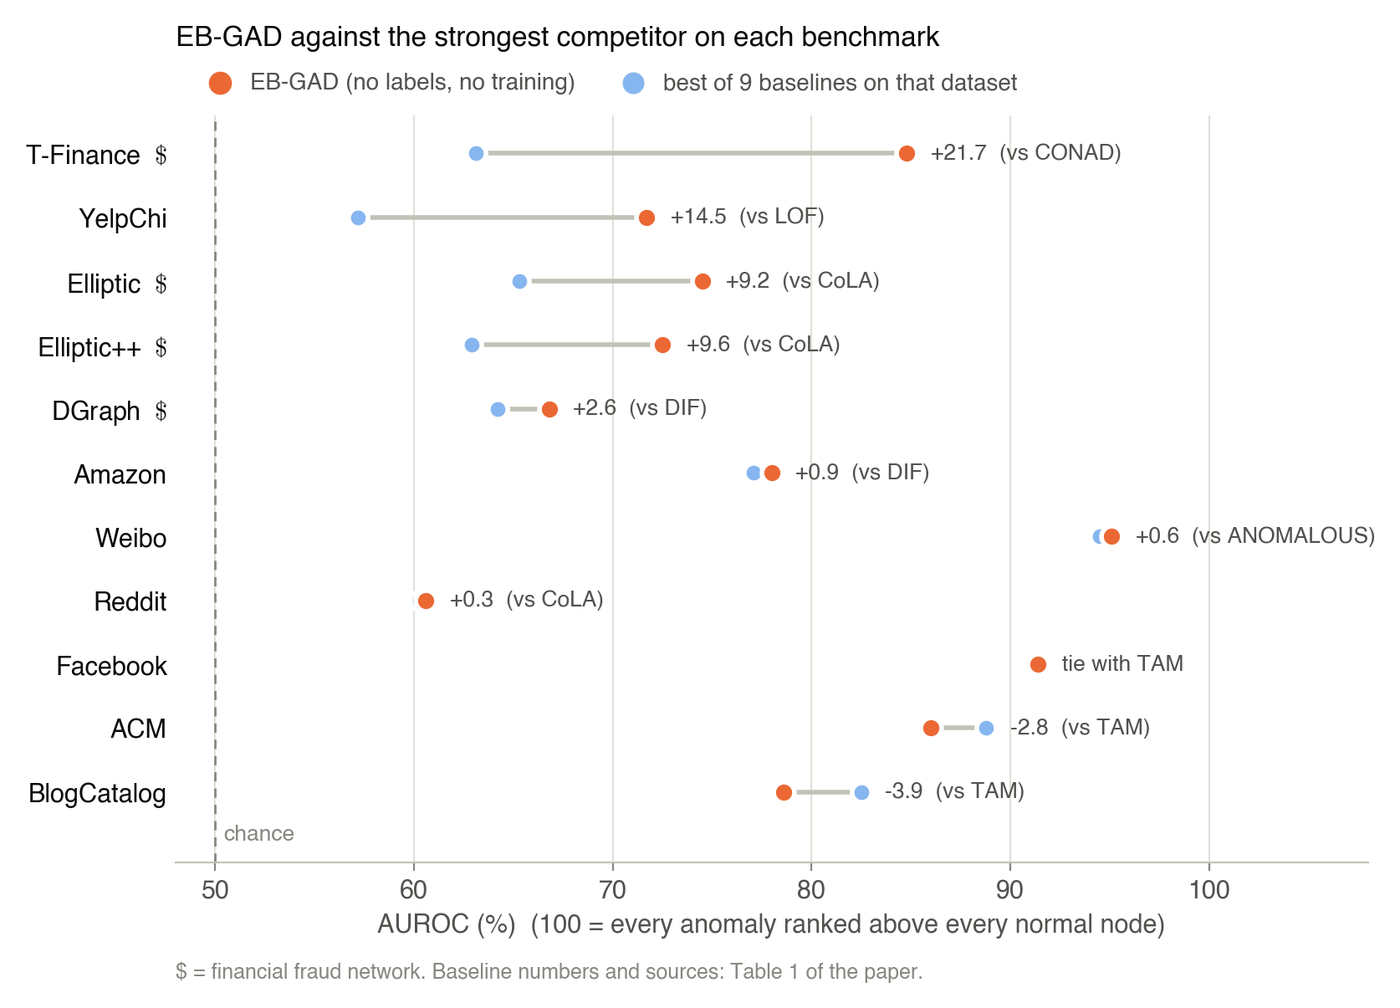 EB-GAD against the strongest competitor on each benchmark
EB-GAD (no labels, no training) best of 9 baselines on that dataset
T-Finance $ +21.7 (vs CONAD)
YelpChi +14.5 (vs LOF)
Elliptic $ +9.2 (vs CoLA)
Elliptic++ $ +9.6 (vs CoLA)
DGraph $ +2.6 (vs DIF)
Amazon +0.9 (vs DIF)
Weibo +0.6 (vs ANOMALOUS)
Reddit +0.3 (vs CoLA)
Facebook tie with TAM
ACM -2.8 (vs TAM)
BlogCatalog -3.9 (vs TAM)
chance
50 60 70 80 90 100
AUROC (%) (100 = every anomaly ranked above every normal node)
$ = financial fraud network. Baseline numbers and sources: Table 1 of the paper.